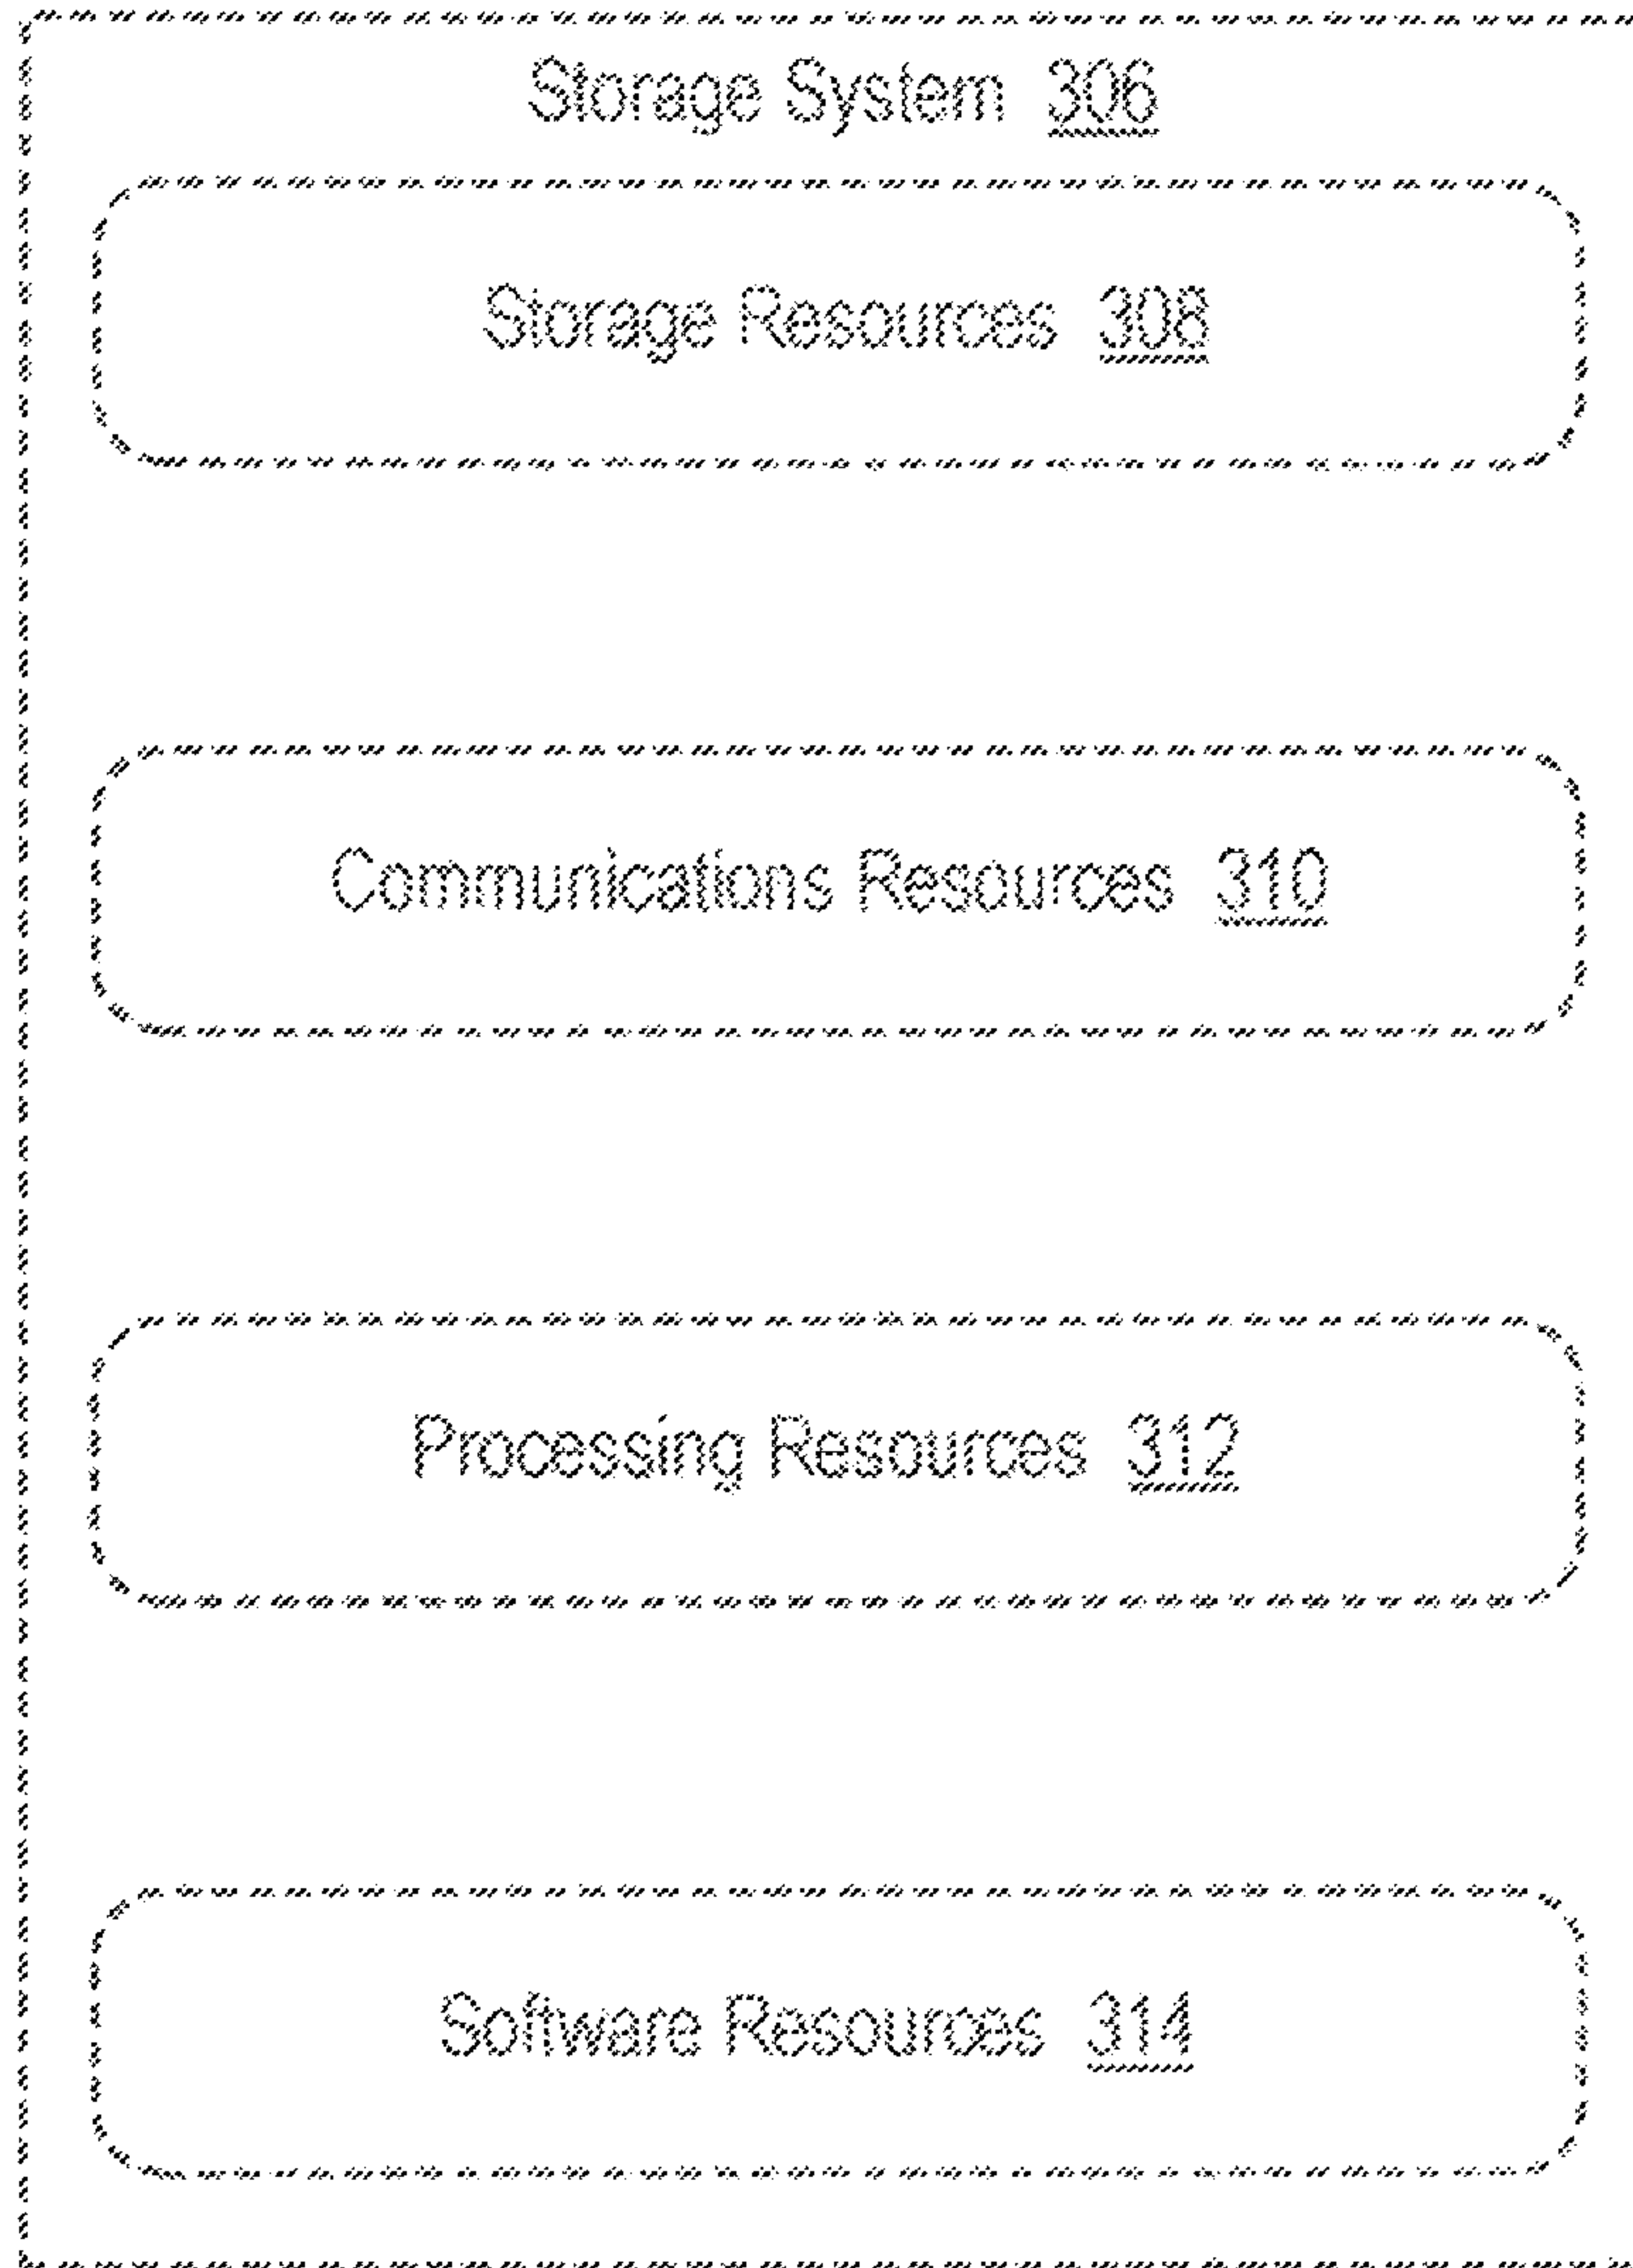 Storage System 306
Storage Resources 308
Communications Resources 310
Processing Resources 312
Software Resources 314